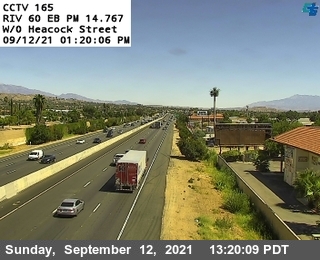 CCTV 165
RIV 60 EB PM 14.767
W/O Heacock Street
09/12/21 01:20:06 PM
Sunday, September 12, 2021 13:20:09 PDT